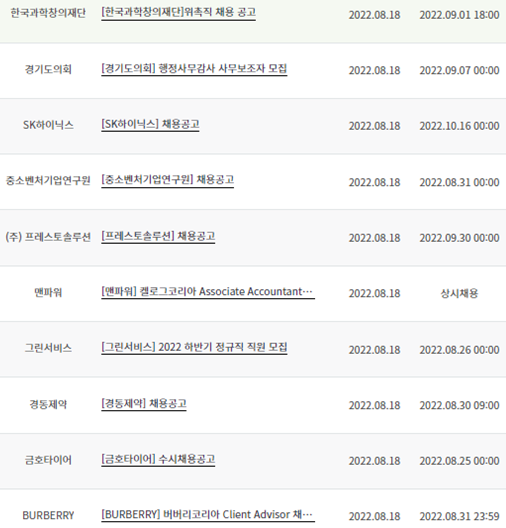 한국과학창의재단 [한국과학창의재단]위촉직 채용 공고 2022.08.18 2022.09.01 18:00
경기도의회 [경기도의회] 행정사무감사 사무보조자 모집 2022.08.18 2022.09.07 00:00
SK하이닉스 [SK하이닉스] 채용공고 2022.08.18 2022.10.16 00:00
중소벤처기업연구원 [중소벤처기업연구원] 채용공고 2022.08.18 2022.08.31 00:00
(주) 프레스토솔루션 [프레스토솔루션] 채용공고 2022.08.18 2022.09.30 00:00
맨파워 [맨파워] 켈로그코리아 Associate Accountant… 2022.08.18 상시채용
그린서비스 [그린서비스] 2022 하반기 정규직 직원 모집 2022.08.18 2022.08.26 00:00
경동제약 [경동제약] 채용공고 2022.08.18 2022.08.30 09:00
금호타이어 [금호타이어] 수시채용공고 2022.08.18 2022.08.25 00:00
BURBERRY [BURBERRY] 버버리코리아 Client Advisor 채… 2022.08.18 2022.08.31 23:59